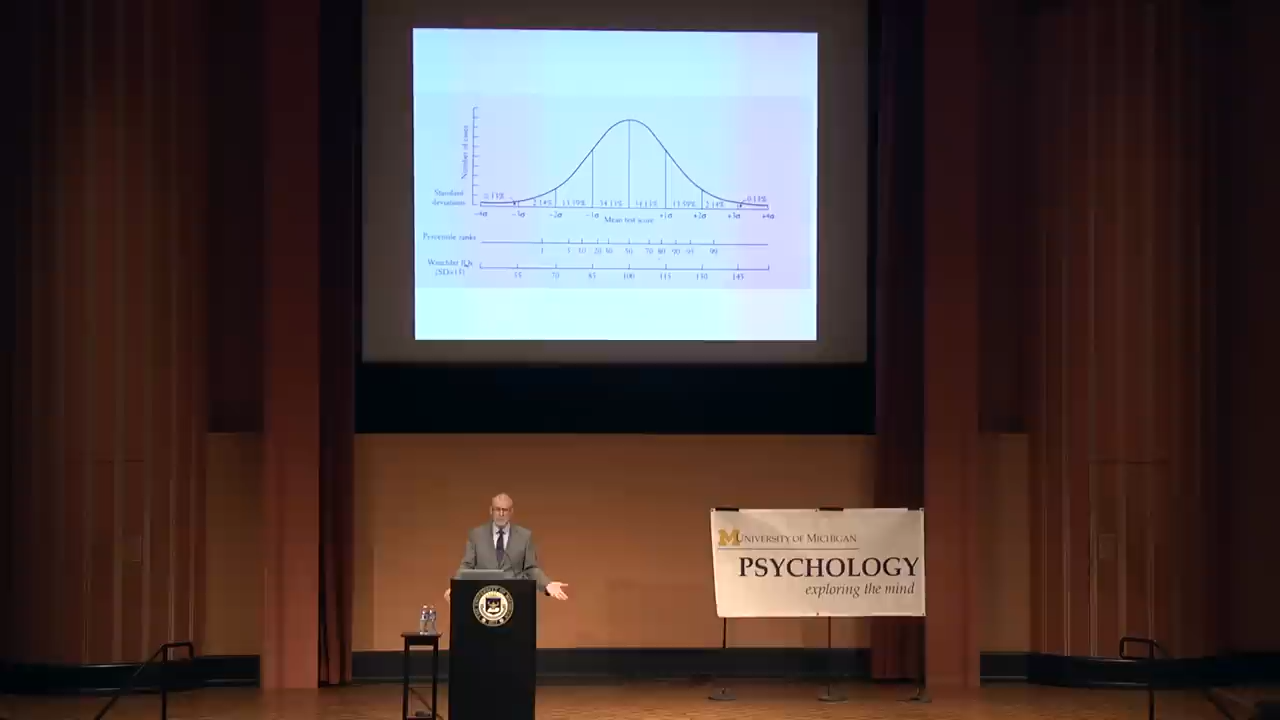 Number of cases
Standard
deviations
0.13% 2.14% 13.59% 34.13% 34.13% 13.59% 2.14% 0.13%
-4σ -3σ -2σ -1σ Mean test score +1σ +2σ +3σ +4σ
Percentile ranks
1 5 10 20 30 50 70 80 90 95 99
Wechsler IQs
(SD=15)
55 70 85 100 115 130 145
UNIVERSITY OF MICHIGAN
PSYCHOLOGY
exploring the mind